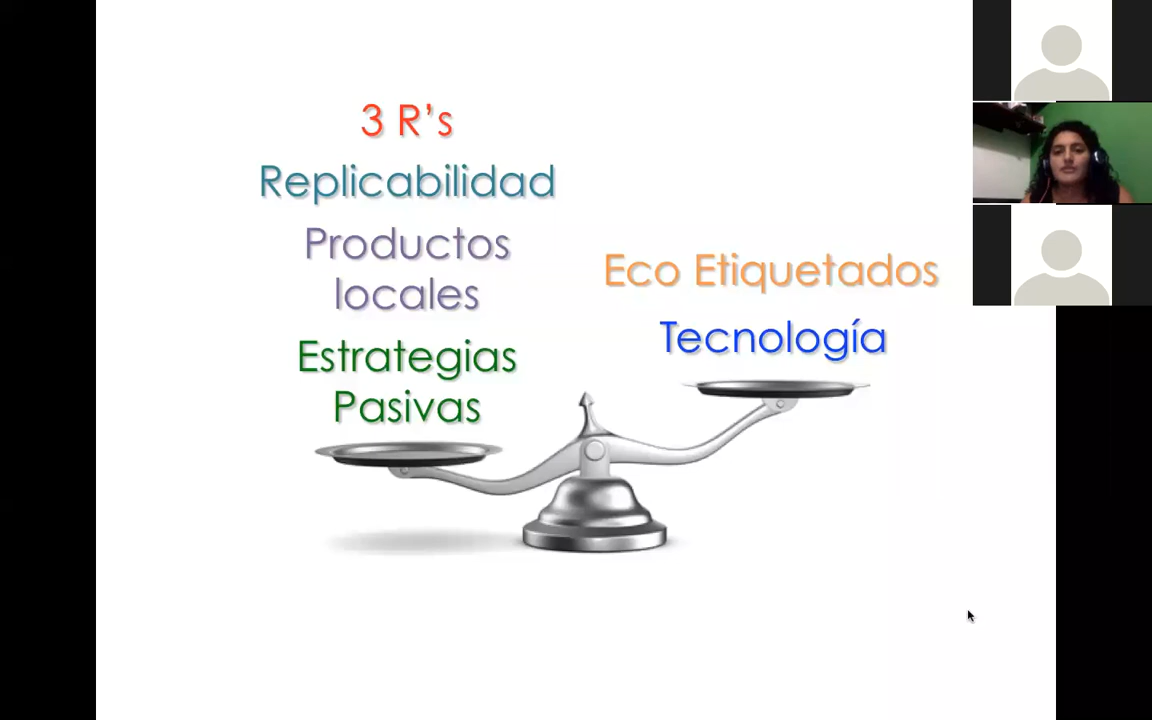 3 R’s
Replicabilidad
Productos
locales
Estrategias
Pasivas
Eco Etiquetados
Tecnología